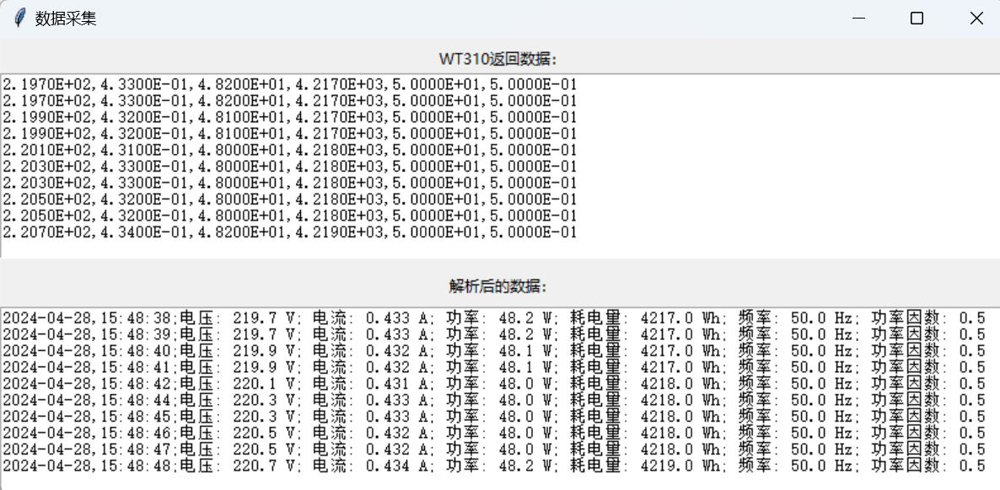 数据采集
WT310返回数据：
2.1970E+02,4.3300E-01,4.8200E+01,4.2170E+03,5.0000E+01,5.0000E-01
2.1970E+02,4.3300E-01,4.8200E+01,4.2170E+03,5.0000E+01,5.0000E-01
2.1990E+02,4.3200E-01,4.8100E+01,4.2170E+03,5.0000E+01,5.0000E-01
2.1990E+02,4.3200E-01,4.8100E+01,4.2170E+03,5.0000E+01,5.0000E-01
2.2010E+02,4.3100E-01,4.8000E+01,4.2180E+03,5.0000E+01,5.0000E-01
2.2030E+02,4.3300E-01,4.8000E+01,4.2180E+03,5.0000E+01,5.0000E-01
2.2030E+02,4.3300E-01,4.8000E+01,4.2180E+03,5.0000E+01,5.0000E-01
2.2050E+02,4.3200E-01,4.8000E+01,4.2180E+03,5.0000E+01,5.0000E-01
2.2050E+02,4.3200E-01,4.8000E+01,4.2180E+03,5.0000E+01,5.0000E-01
2.2070E+02,4.3400E-01,4.8200E+01,4.2190E+03,5.0000E+01,5.0000E-01
解析后的数据：
2024-04-28,15:48:38;电压: 219.7 V; 电流: 0.433 A; 功率: 48.2 W; 耗电量: 4217.0 Wh; 频率: 50.0 Hz; 功率因数: 0.5
2024-04-28,15:48:39;电压: 219.7 V; 电流: 0.433 A; 功率: 48.2 W; 耗电量: 4217.0 Wh; 频率: 50.0 Hz; 功率因数: 0.5
2024-04-28,15:48:40;电压: 219.9 V; 电流: 0.432 A; 功率: 48.1 W; 耗电量: 4217.0 Wh; 频率: 50.0 Hz; 功率因数: 0.5
2024-04-28,15:48:41;电压: 219.9 V; 电流: 0.432 A; 功率: 48.1 W; 耗电量: 4217.0 Wh; 频率: 50.0 Hz; 功率因数: 0.5
2024-04-28,15:48:42;电压: 220.1 V; 电流: 0.431 A; 功率: 48.0 W; 耗电量: 4218.0 Wh; 频率: 50.0 Hz; 功率因数: 0.5
2024-04-28,15:48:44;电压: 220.3 V; 电流: 0.433 A; 功率: 48.0 W; 耗电量: 4218.0 Wh; 频率: 50.0 Hz; 功率因数: 0.5
2024-04-28,15:48:45;电压: 220.3 V; 电流: 0.433 A; 功率: 48.0 W; 耗电量: 4218.0 Wh; 频率: 50.0 Hz; 功率因数: 0.5
2024-04-28,15:48:46;电压: 220.5 V; 电流: 0.432 A; 功率: 48.0 W; 耗电量: 4218.0 Wh; 频率: 50.0 Hz; 功率因数: 0.5
2024-04-28,15:48:47;电压: 220.5 V; 电流: 0.432 A; 功率: 48.0 W; 耗电量: 4218.0 Wh; 频率: 50.0 Hz; 功率因数: 0.5
2024-04-28,15:48:48;电压: 220.7 V; 电流: 0.434 A; 功率: 48.2 W; 耗电量: 4219.0 Wh; 频率: 50.0 Hz; 功率因数: 0.5